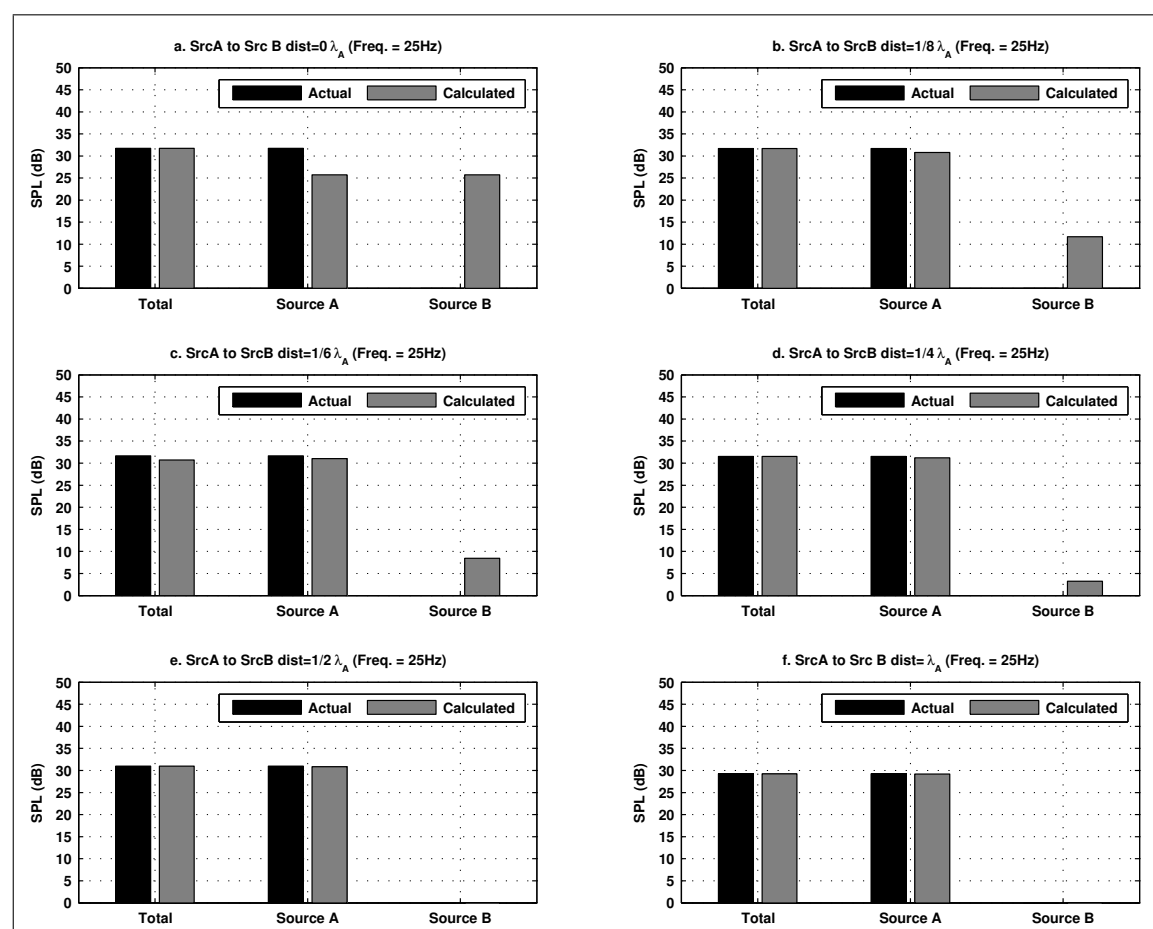 a. SrcA to Src B dist=0 λA (Freq. = 25Hz)
50
45
40
35
30
25
20
15
10
5
0
SPL (dB)
Actual
Calculated
Total
Source A
Source B
b. SrcA to SrcB dist=1/8 λA (Freq. = 25Hz)
50
45
40
35
30
25
20
15
10
5
0
SPL (dB)
Actual
Calculated
Total
Source A
Source B
c. SrcA to SrcB dist=1/6 λA (Freq. = 25Hz)
50
45
40
35
30
25
20
15
10
5
0
SPL (dB)
Actual
Calculated
Total
Source A
Source B
d. SrcA to SrcB dist=1/4 λA (Freq. = 25Hz)
50
45
40
35
30
25
20
15
10
5
0
SPL (dB)
Actual
Calculated
Total
Source A
Source B
e. SrcA to SrcB dist=1/2 λA (Freq. = 25Hz)
50
45
40
35
30
25
20
15
10
5
0
SPL (dB)
Actual
Calculated
Total
Source A
Source B
f. SrcA to Src B dist= λA (Freq. = 25Hz)
50
45
40
35
30
25
20
15
10
5
0
SPL (dB)
Actual
Calculated
Total
Source A
Source B